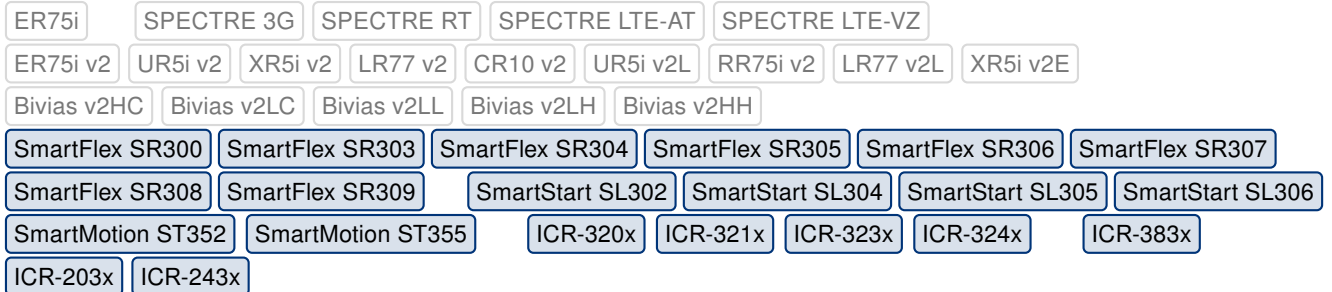 ER75i SPECTRE 3G SPECTRE RT SPECTRE LTE-AT SPECTRE LTE-VZ
ER75i v2 UR5i v2 XR5i v2 LR77 v2 CR10 v2 UR5i v2L RR75i v2 LR77 v2L XR5i v2E
Bivias v2HC Bivias v2LC Bivias v2LL Bivias v2LH Bivias v2HH
SmartFlex SR300 SmartFlex SR303 SmartFlex SR304 SmartFlex SR305 SmartFlex SR306 SmartFlex SR307
SmartFlex SR308 SmartFlex SR309 SmartStart SL302 SmartStart SL304 SmartStart SL305 SmartStart SL306
SmartMotion ST352 SmartMotion ST355 ICR-320x ICR-321x ICR-323x ICR-324x ICR-383x
ICR-203x ICR-243x